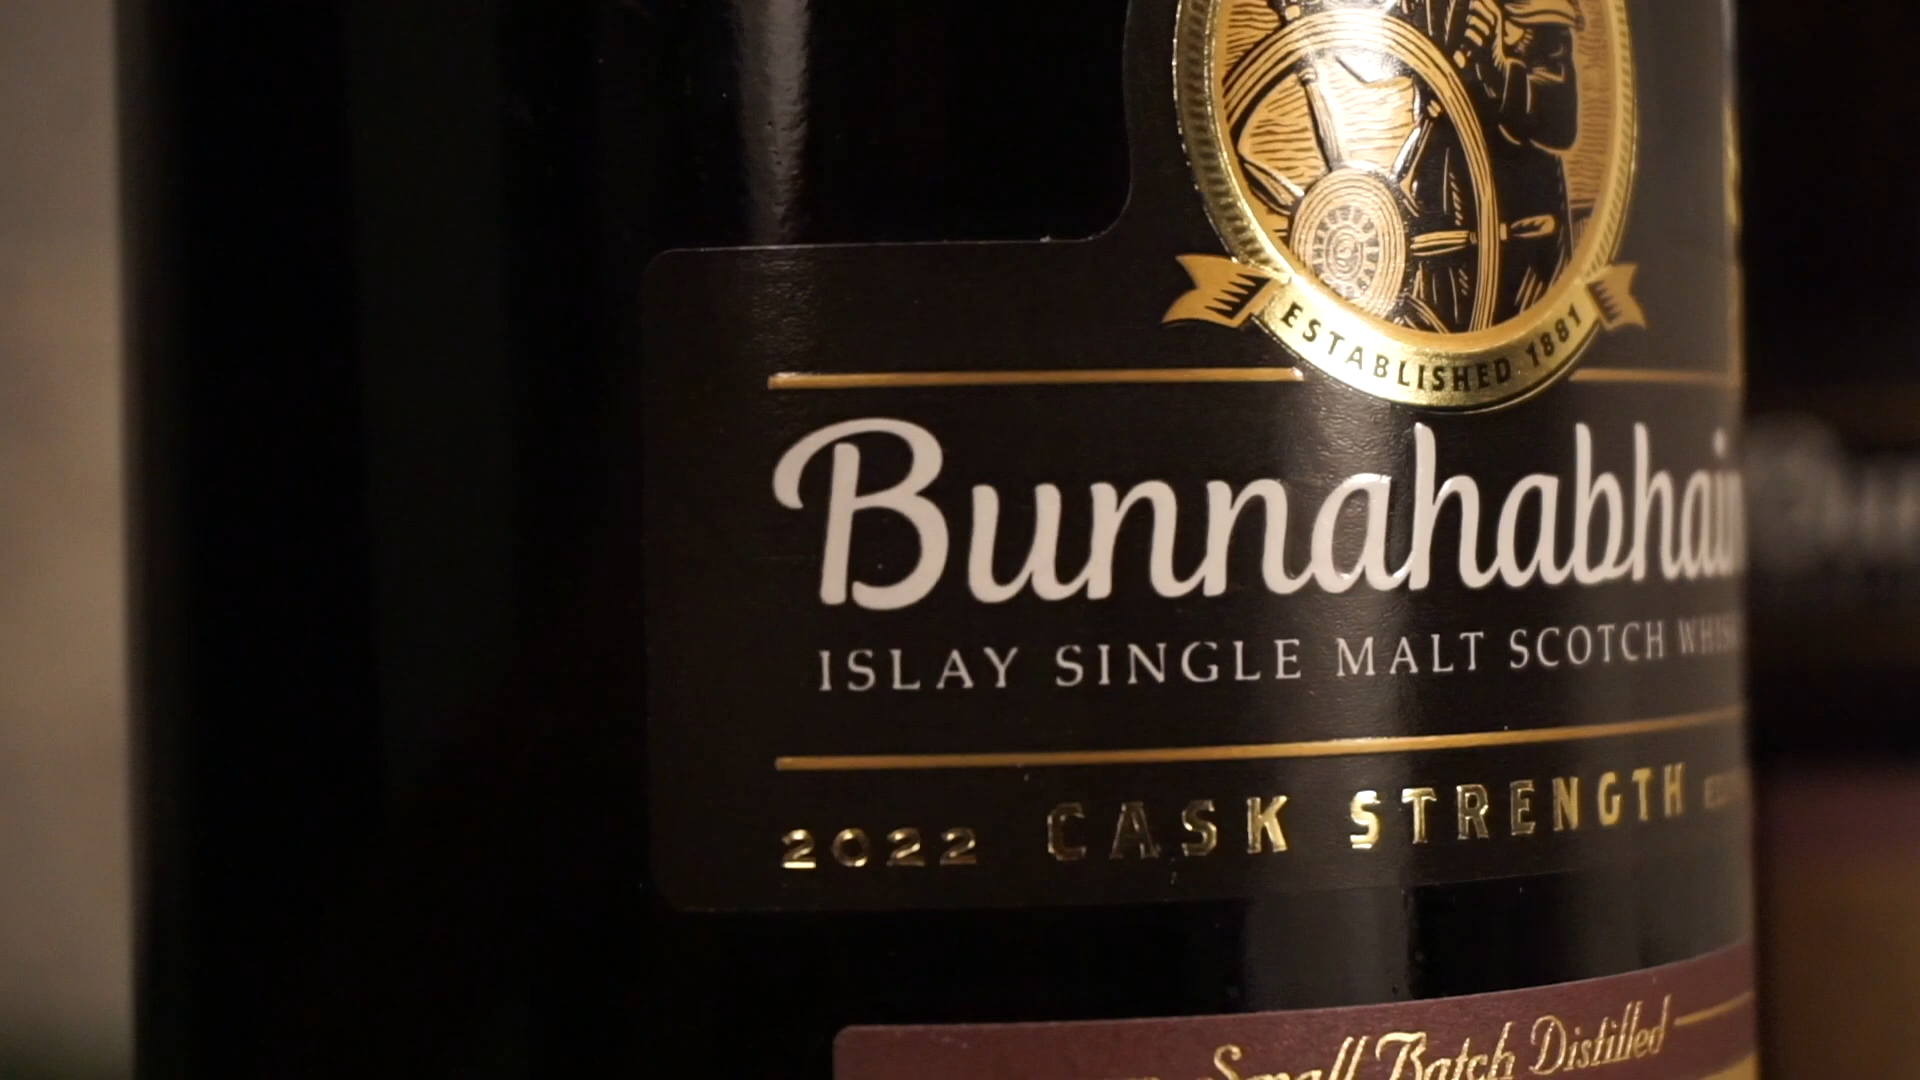 ESTABLISHED 1881
Bunnahabhain
ISLAY SINGLE MALT SCOTCH
2022 CASK STRENGTH
Small Batch Distilled